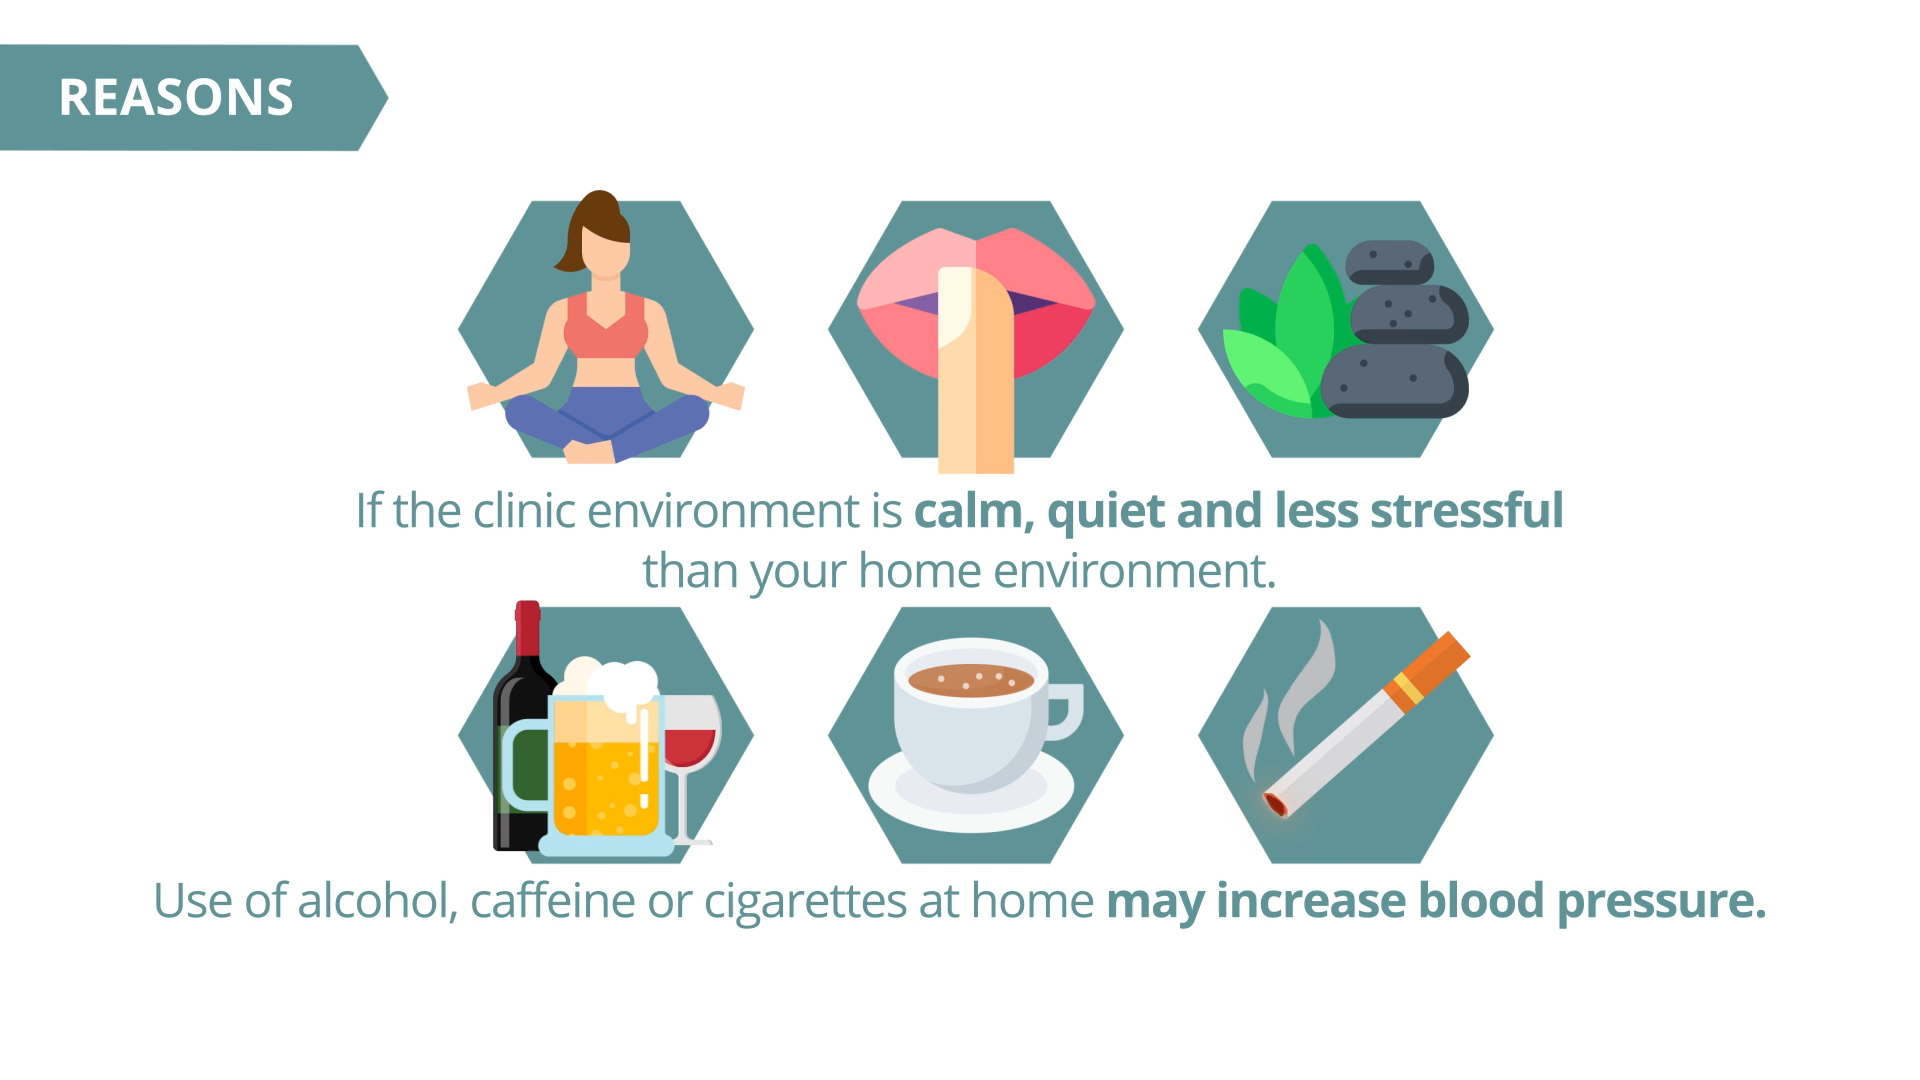 REASONS
If the clinic environment is calm, quiet and less stressful
than your home environment.
Use of alcohol, caffeine or cigarettes at home may increase blood pressure.